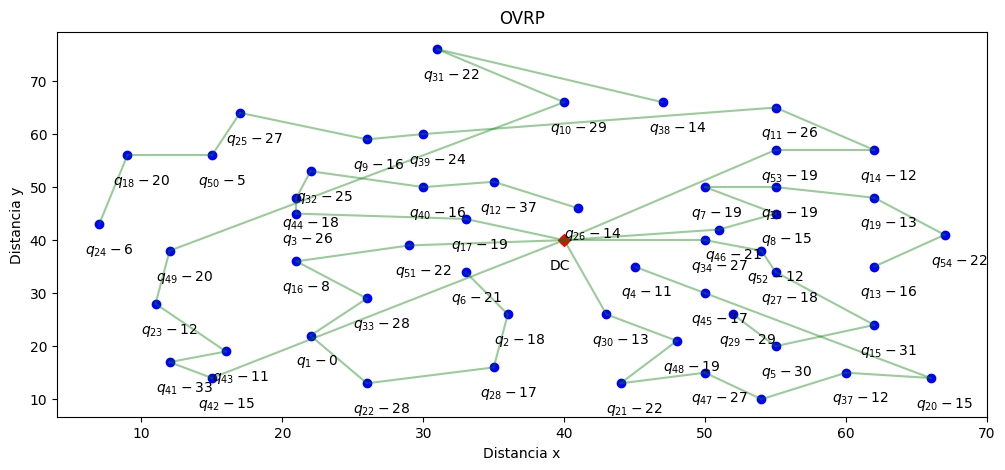 OVRP
Distancia y
70
60
50
40
30
20
10
q₃₁ − 22
q₁₀ − 29
q₃₈ − 14
q₁₁ − 26
q₂₅ − 27
q₉ − 16
q₃₉ − 24
q₁₈ − 20
q₅₀ − 5
q₅₃ − 19
q₁₄ − 12
q₃₂ − 25
q₄₄ − 18
q₄₀ − 16
q₁₂ − 37
q₇ − 19
q₁₉ − 13
q₃ − 26
q₁₇ − 19
q₂₆ − 14
q₈ − 15
q₂₄ − 6
q₄₆ − 21
q₅₄ − 22
DC
q₃₄ − 27
q₄₉ − 20
q₅₁ − 22
q₅₂ − 12
q₁₆ − 8
q₆ − 21
q₄ − 11
q₂₇ − 18
q₁₃ − 16
q₂₃ − 12
q₃₃ − 28
q₂ − 18
q₃₀ − 13
q₄₅ − 17
q₂₉ − 29
q₁₅ − 31
q₁ − 0
q₄₈ − 19
q₅ − 30
q₄₃ − 11
q₄₁ − 33
q₄₂ − 15
q₂₂ − 28
q₂₈ − 17
q₂₁ − 22
q₄₇ − 27
q₃₇ − 12
q₂₀ − 15
10
20
30
40
50
60
70
Distancia x